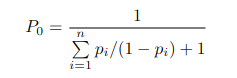 P_0 = \frac{1}{\sum_{i=1}^{n} p_i/(1 - p_i) + 1}